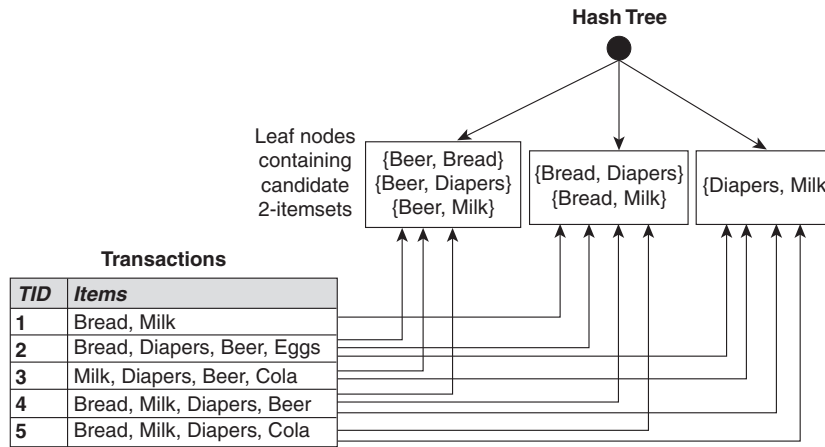 Hash Tree
Leaf nodes
containing
candidate
2-itemsets
{Beer, Bread}
{Beer, Diapers}
{Beer, Milk}
{Bread, Diapers}
{Bread, Milk}
{Diapers, Milk
Transactions
TID Items
1 Bread, Milk
2 Bread, Diapers, Beer, Eggs
3 Milk, Diapers, Beer, Cola
4 Bread, Milk, Diapers, Beer
5 Bread, Milk, Diapers, Cola